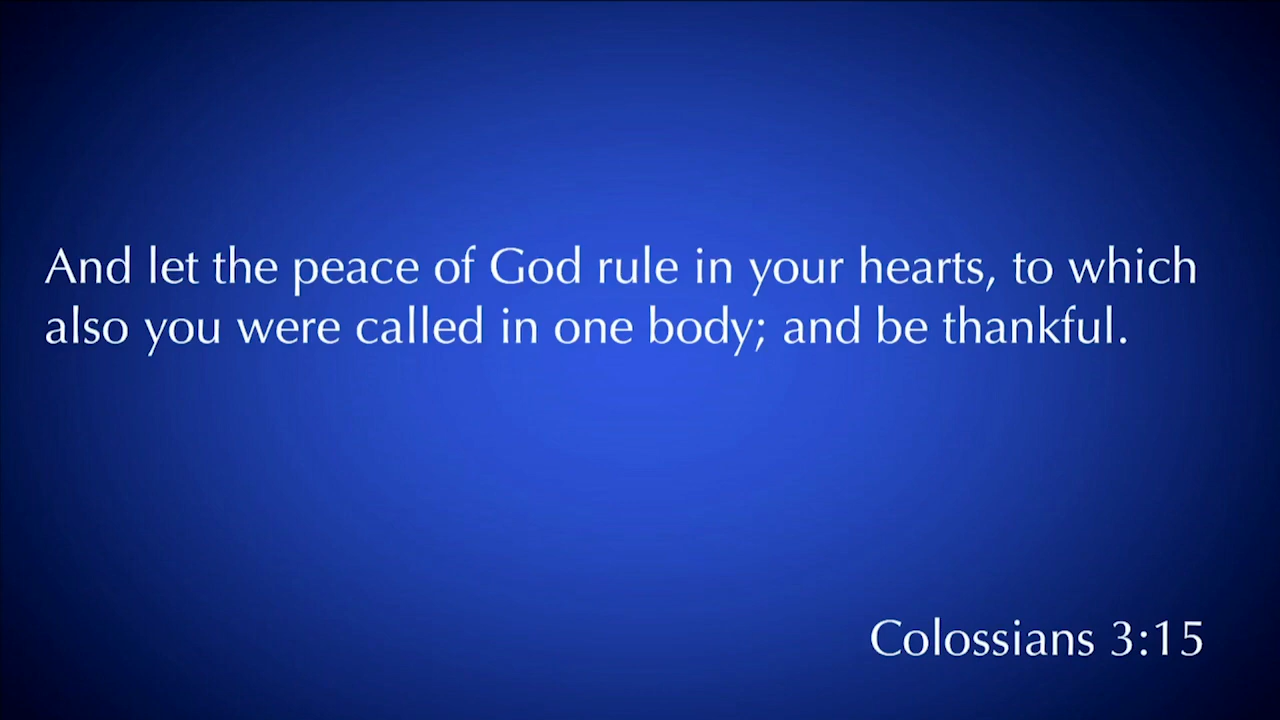 And let the peace of God rule in your hearts, to which
also you were called in one body; and be thankful.
Colossians 3:15